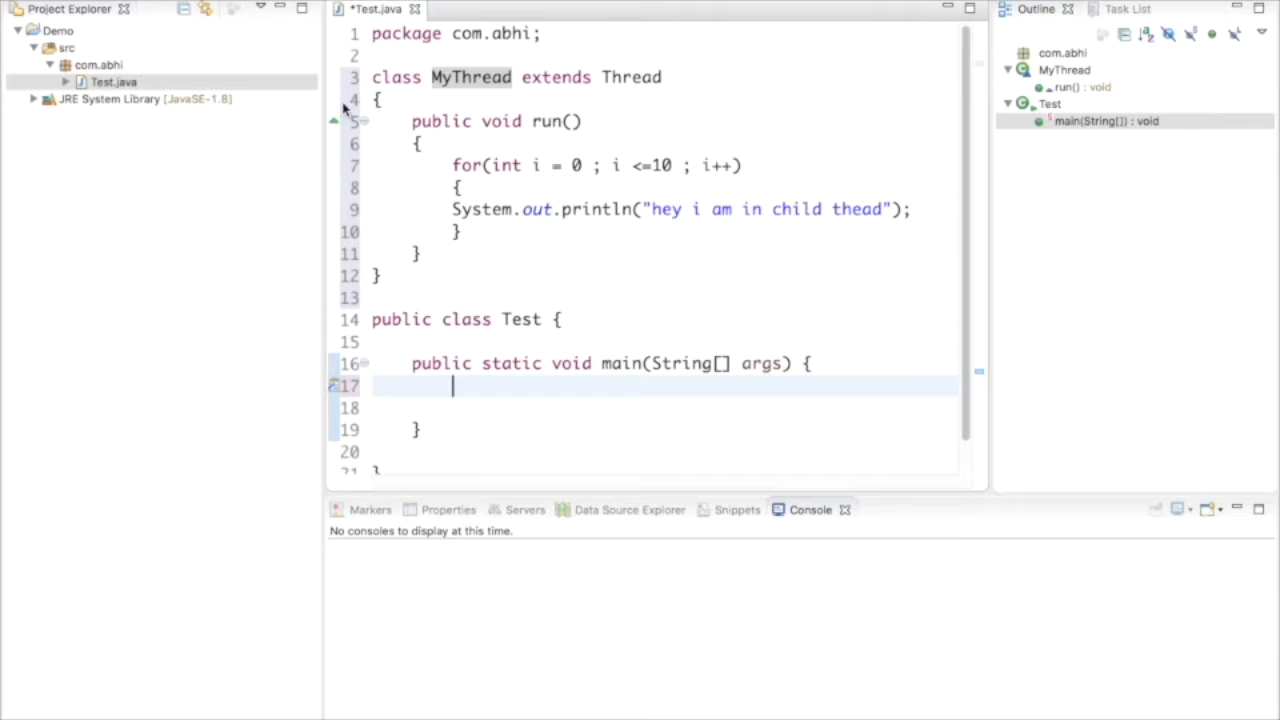 Project Explorer
Demo
src
com.abhi
Test.java
JRE System Library [JavaSE-1.8]
*Test.java
1 package com.abhi;
2
3 class MyThread extends Thread
4 {
5 public void run()
6 {
7 for(int i = 0 ; i <=10 ; i++)
8 {
9 System.out.println("hey i am in child thead");
10 }
11 }
12 }
13
14 public class Test {
15
16 public static void main(String[] args) {
17
18
19 }
20
21 }
Outline Task List
com.abhi
MyThread
run() : void
Test
main(String[]) : void
Markers Properties Servers Data Source Explorer Snippets Console
No consoles to display at this time.